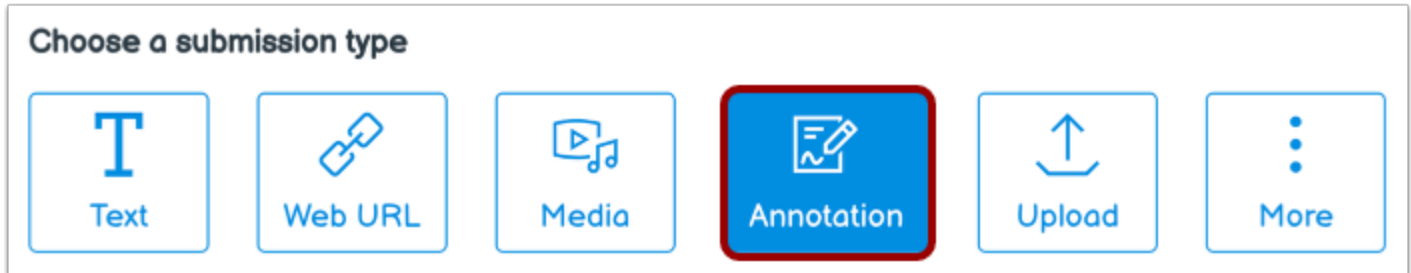 Choose a submission type
Text
Web URL
Media
Annotation
Upload
More